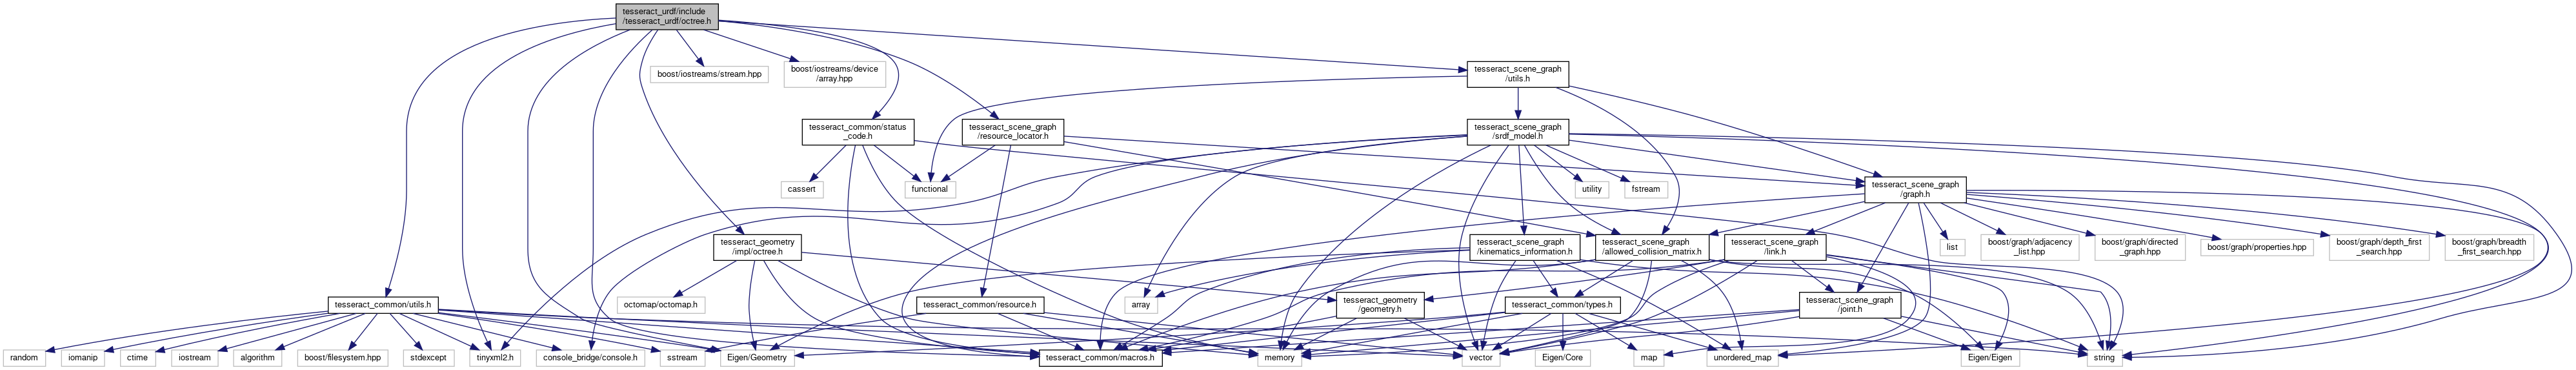 tesseract_urdf/include
/tesseract_urdf/octree.h
boost/iostreams/stream.hpp
boost/iostreams/device
/array.hpp
tesseract_scene_graph
/utils.h
tesseract_common/status
_code.h
tesseract_scene_graph
/resource_locator.h
tesseract_scene_graph
/srdf_model.h
cassert
functional
utility
fstream
tesseract_scene_graph
/graph.h
tesseract_geometry
/impl/octree.h
tesseract_scene_graph
/kinematics_information.h
tesseract_scene_graph
/allowed_collision_matrix.h
tesseract_scene_graph
/link.h
list
boost/graph/adjacency
_list.hpp
boost/graph/directed
_graph.hpp
boost/graph/properties.hpp
boost/graph/depth_first
_search.hpp
boost/graph/breadth
_first_search.hpp
tesseract_common/utils.h
octomap/octomap.h
tesseract_common/resource.h
array
tesseract_geometry
/geometry.h
tesseract_common/types.h
tesseract_scene_graph
/joint.h
random
iomanip
ctime
iostream
algorithm
boost/filesystem.hpp
stdexcept
tinyxml2.h
console_bridge/console.h
sstream
Eigen/Geometry
tesseract_common/macros.h
memory
vector
Eigen/Core
map
unordered_map
Eigen/Eigen
string